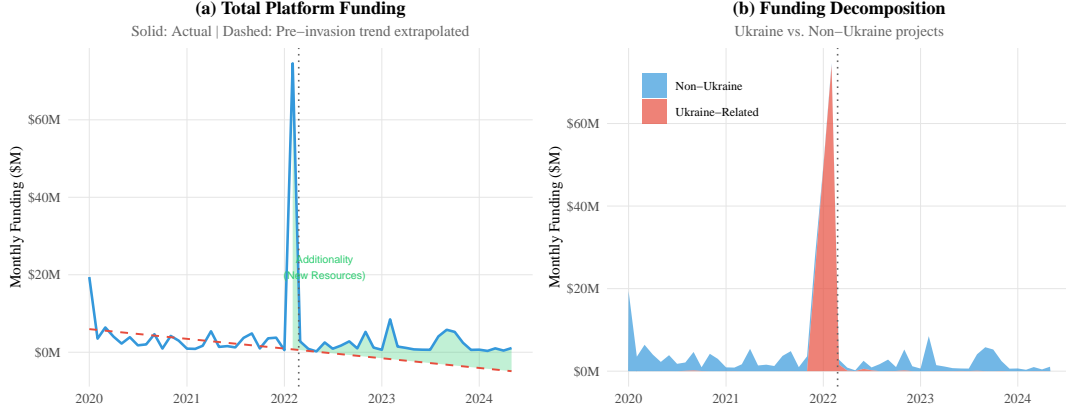 (a) Total Platform Funding
Solid: Actual | Dashed: Pre−invasion trend extrapolated
Monthly Funding ($M)
$60M
$40M
$20M
$0M
Additionality
(New Resources)
2020
2021
2022
2023
2024
(b) Funding Decomposition
Ukraine vs. Non−Ukraine projects
Monthly Funding ($M)
$60M
$40M
$20M
$0M
Non−Ukraine
Ukraine−Related
2020
2021
2022
2023
2024